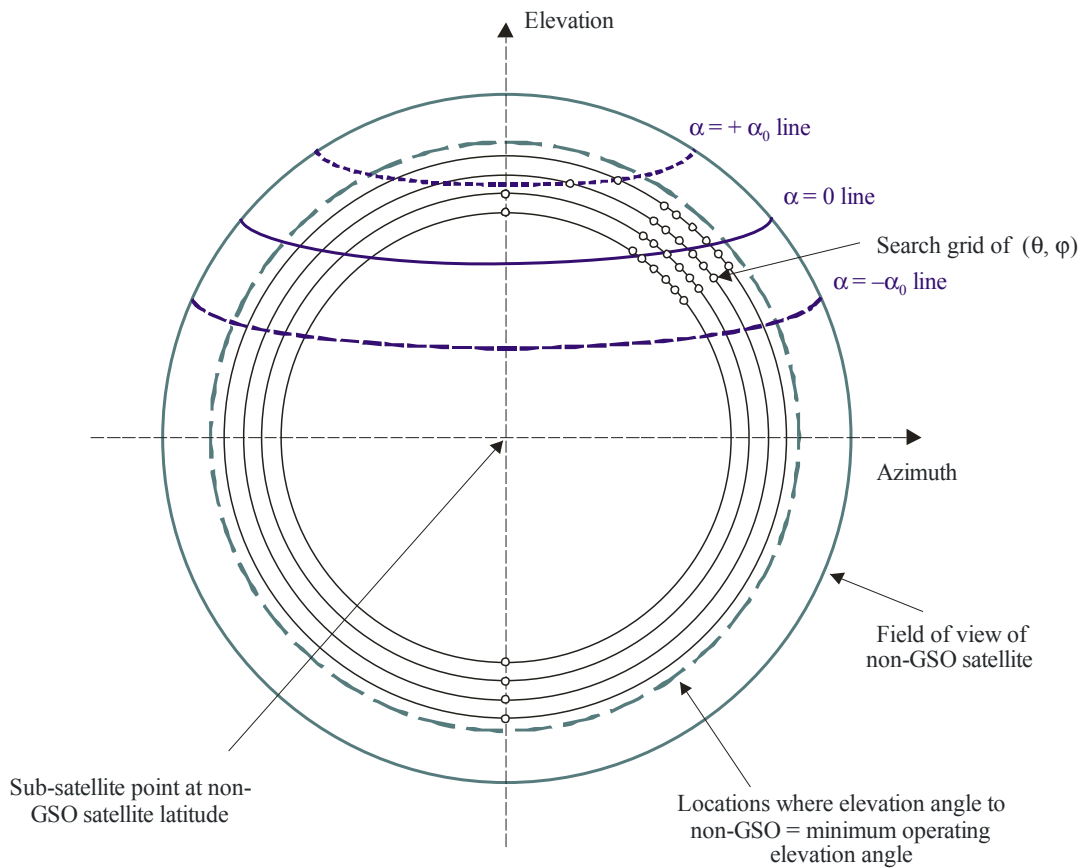 Elevation
α = + α₀ line
α = 0 line
Search grid of (θ, φ)
α = –α₀ line
Azimuth
Field of view of
non-GSO satellite
Sub-satellite point at non-
GSO satellite latitude
Locations where elevation angle to
non-GSO = minimum operating
elevation angle